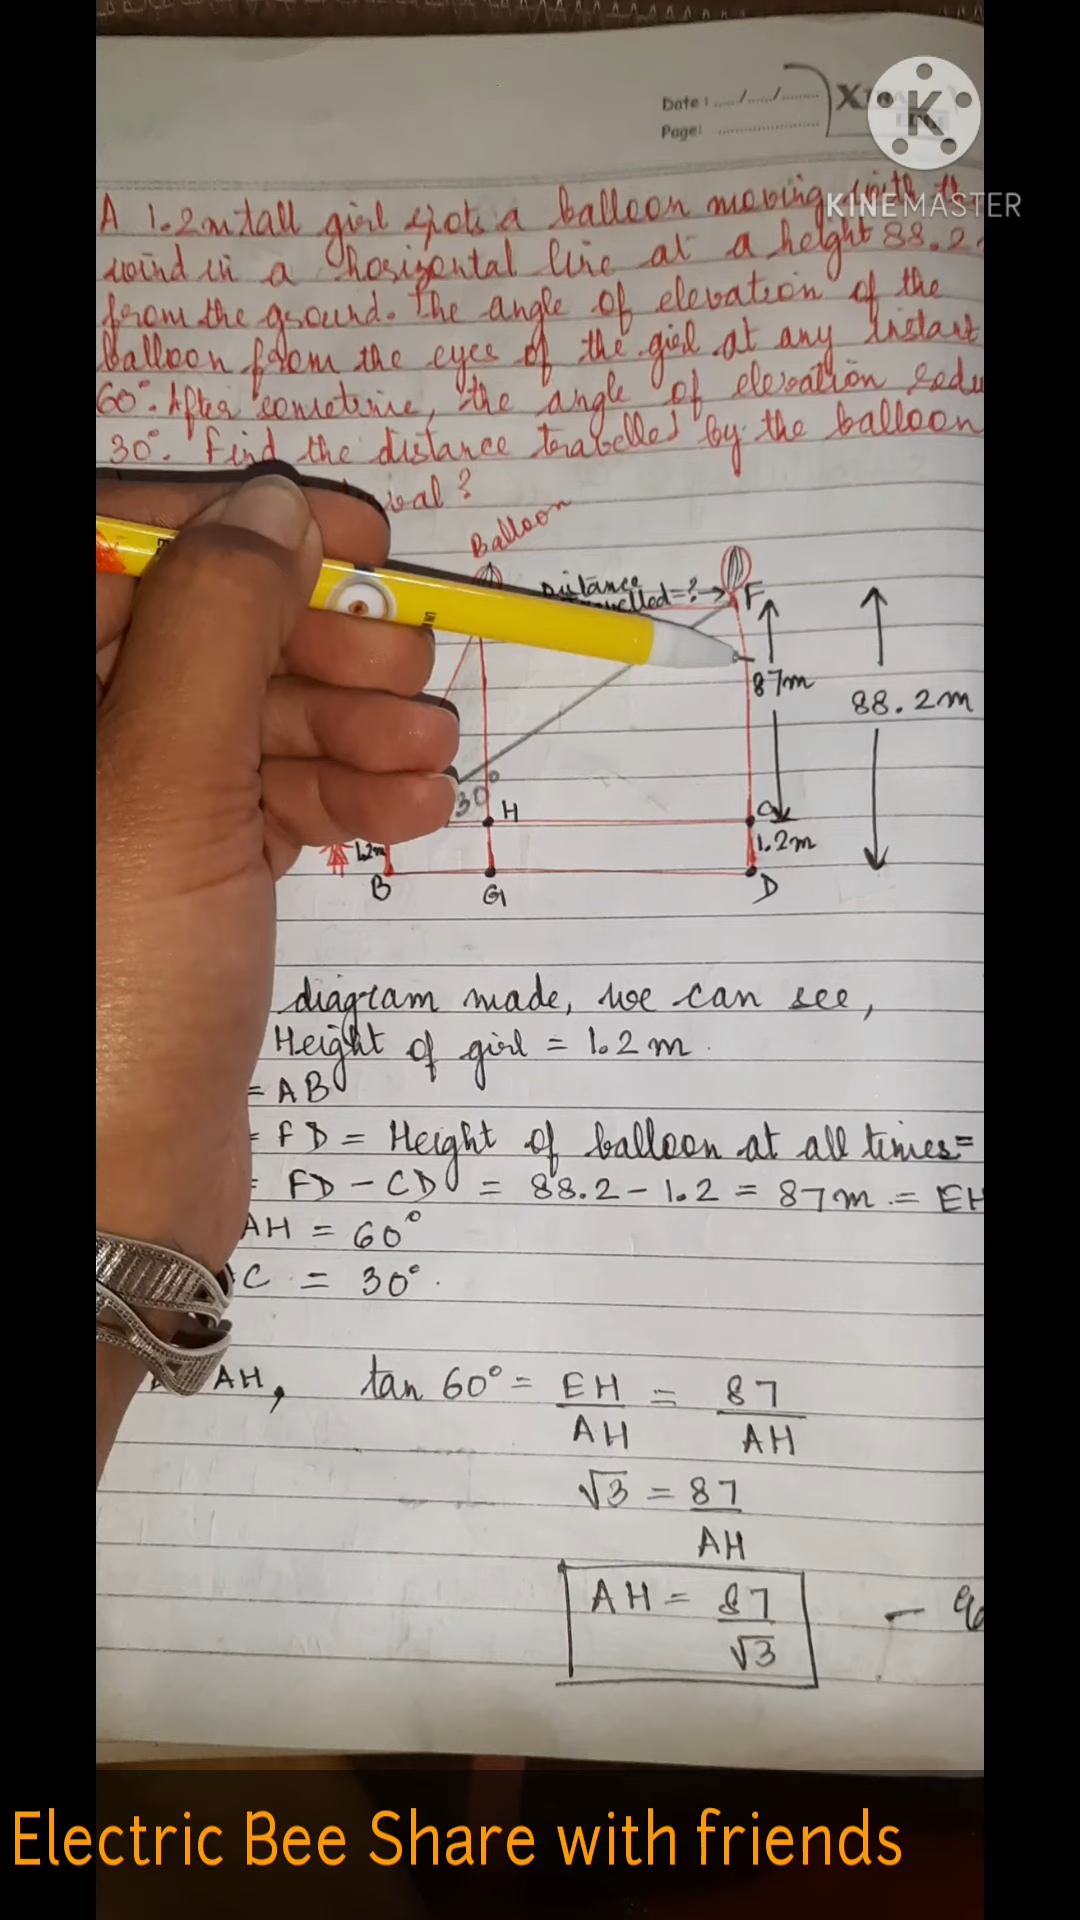 Date : ..../...../........
Page: ........................
K
KINEMASTER
A 1.2m tall girl spots a balloon moving with
wind in a horizontal line at a height 88.2
from the ground. The angle of elevation of the
balloon from the eyes of the girl at any instant
60°. After sometime, the angle of elevation redu
30°. Find the distance travelled by the balloon
val ?
Balloon
Distance
elled = ? → F
87m
88.2m
30°
H
C
1.2m
1.2m
B
G
D
diagram made, we can see,
Height of girl = 1.2 m.
= AB
= FD = Height of balloon at all times =
= FD - CD = 88.2 - 1.2 = 87m = EH
AH = 60°
C = 30°.
AH, tan 60° = EH/AH = 87/AH
√3 = 87/AH
AH = 87/√3
Electric Bee Share with friends